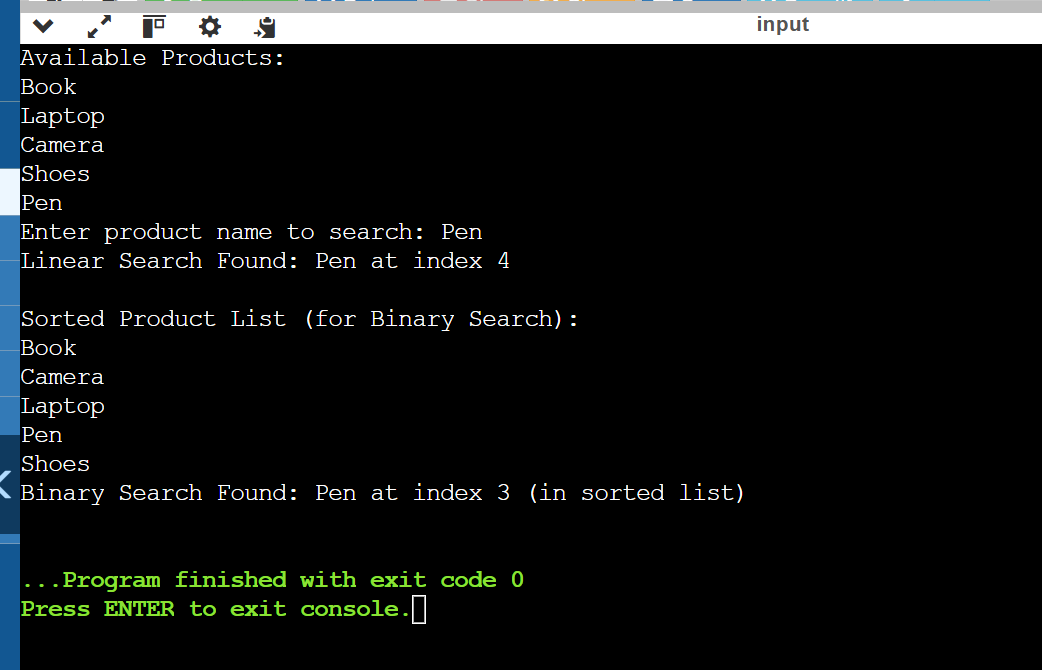 input
Available Products:
Book
Laptop
Camera
Shoes
Pen
Enter product name to search: Pen
Linear Search Found: Pen at index 4
Sorted Product List (for Binary Search):
Book
Camera
Laptop
Pen
Shoes
Binary Search Found: Pen at index 3 (in sorted list)
...Program finished with exit code 0
Press ENTER to exit console.